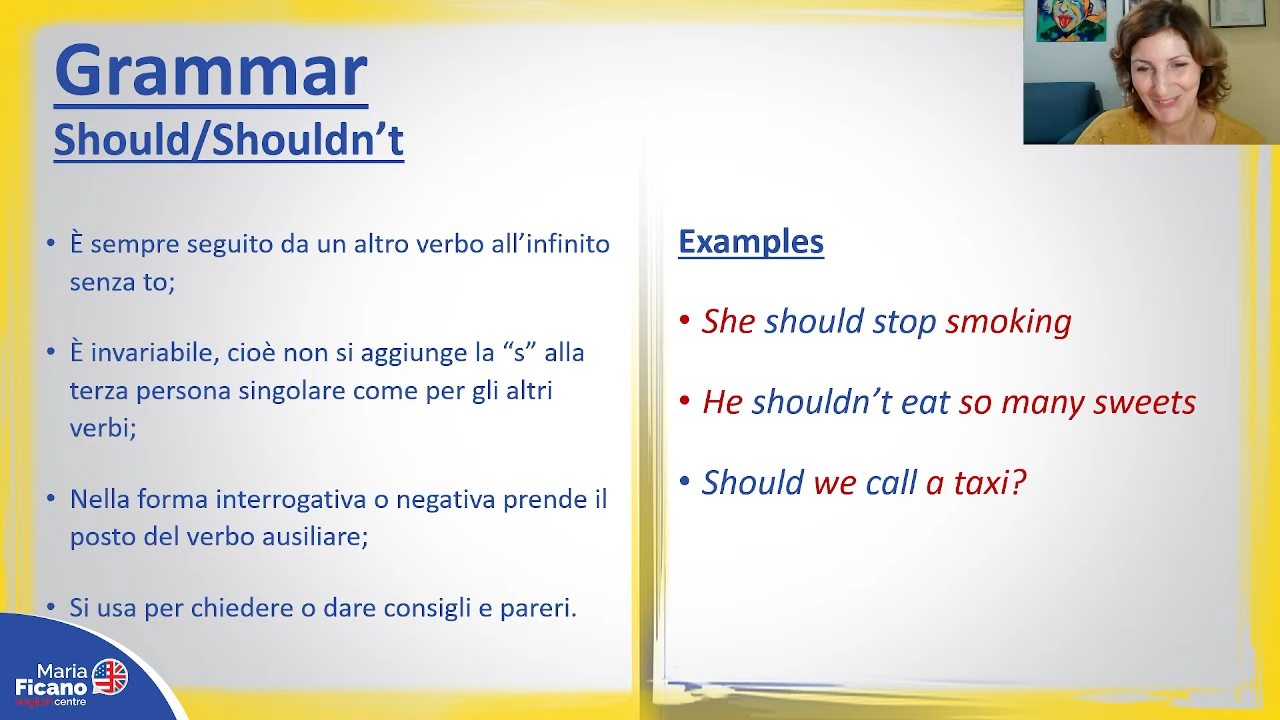 Grammar
Should/Shouldn’t
• È sempre seguito da un altro verbo all’infinito
senza to;
• È invariabile, cioè non si aggiunge la “s” alla
terza persona singolare come per gli altri
verbi;
• Nella forma interrogativa o negativa prende il
posto del verbo ausiliare;
• Si usa per chiedere o dare consigli e pareri.
Examples
• She should stop smoking
• He shouldn’t eat so many sweets
• Should we call a taxi?
Maria
Ficano
english centre